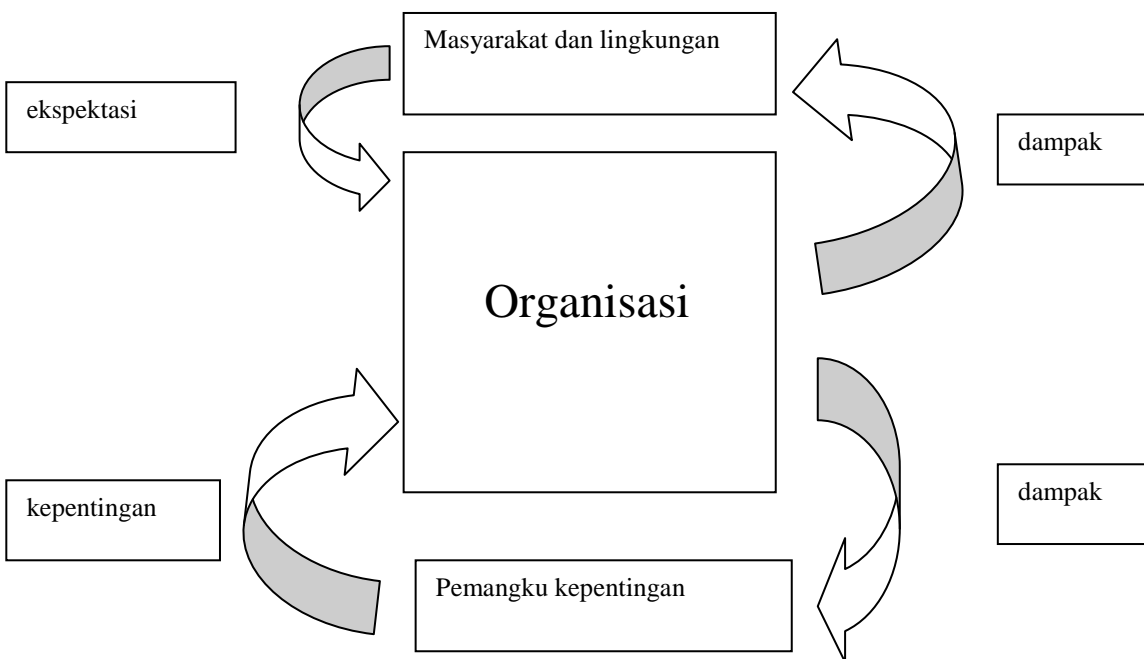 Masyarakat dan lingkungan
ekspektasi
dampak
Organisasi
kepentingan
dampak
Pemangku kepentingan